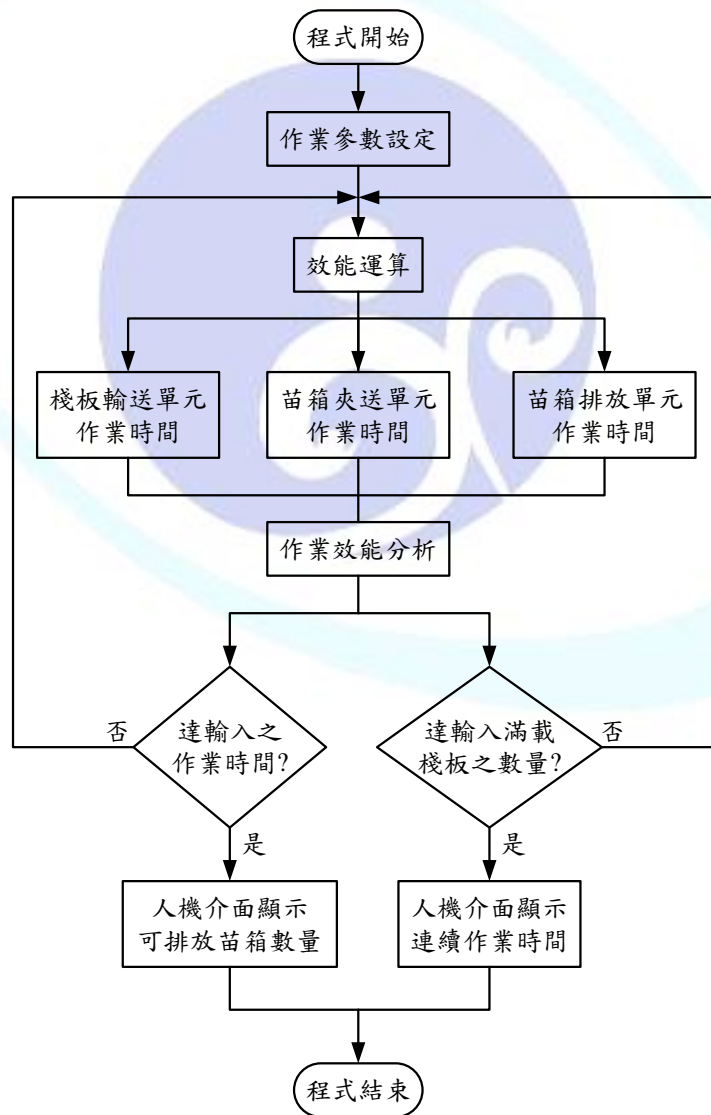 程式開始
作業參數設定
效能運算
棧板輸送單元
作業時間
苗箱夾送單元
作業時間
苗箱排放單元
作業時間
作業效能分析
達輸入之
作業時間?
否
達輸入滿載
棧板之數量?
否
是
是
人機介面顯示
可排放苗箱數量
人機介面顯示
連續作業時間
程式結束